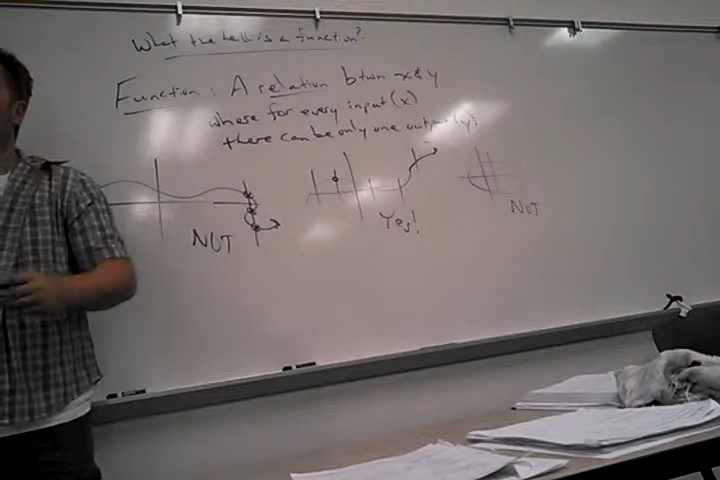 What the hell is a function?
Function: A relation btwn x & y
where for every input (x)
there can be only one output (y)
NOT
Yes!
NOT